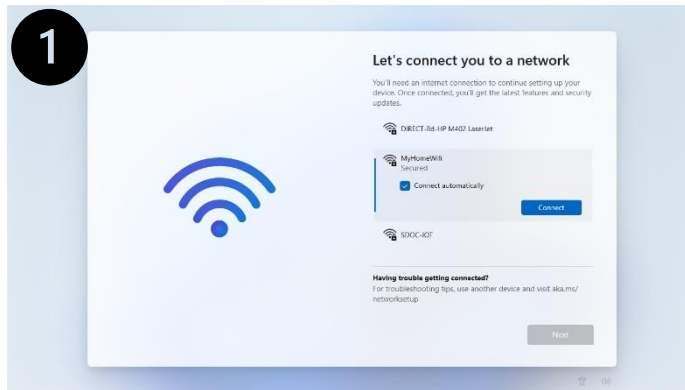 1
Let's connect you to a network
You'll need an internet connection to continue setting up your
device. Once connected, you'll get the latest features and security
updates.
DIRECT-8d-HP M402 LaserJet
MyHomeWifi
Secured
Connect automatically
Connect
SDOC-IOT
Having trouble getting connected?
For troubleshooting tips, use another device and visit aka.ms/
networksetup
Next